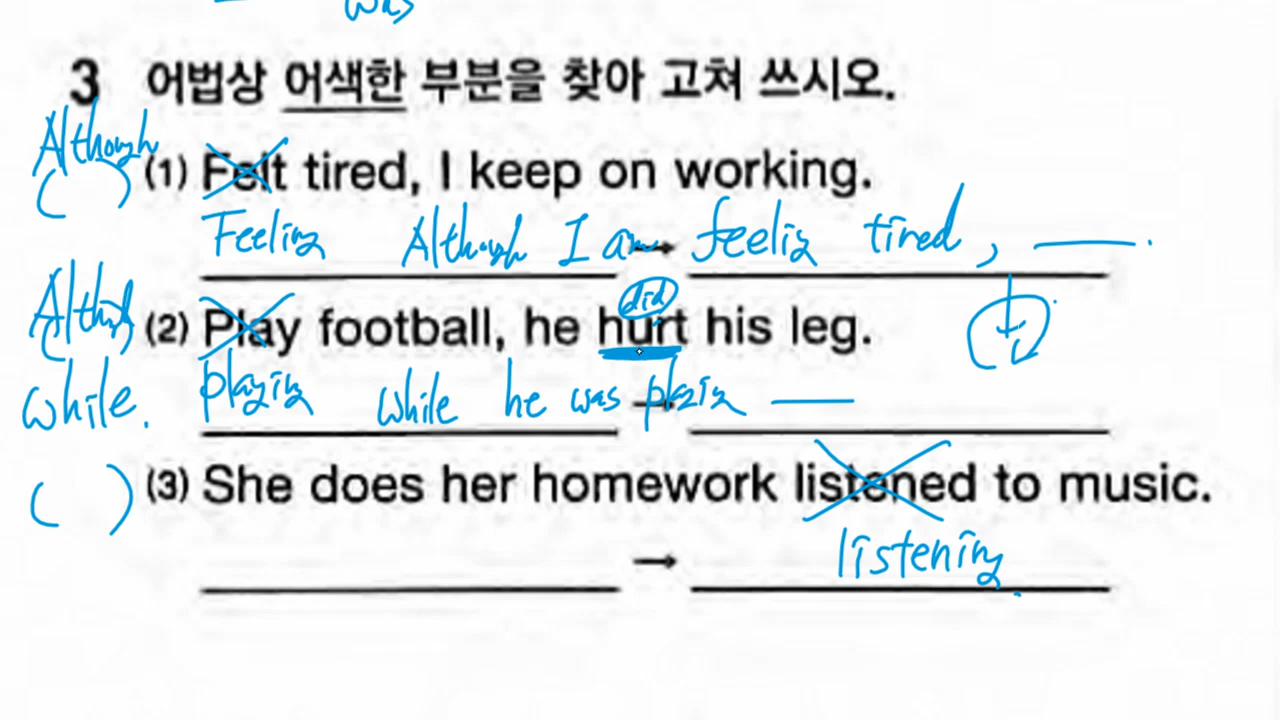 was
3 어법상 어색한 부분을 찾아 고쳐 쓰시오.
Although
( ) (1) Felt tired, I keep on working.
Feeling Although I am → feeling tired, ——.
did
(2) Play football, he hurt his leg.
while. playing while he was → playing ——
( ) (3) She does her homework listened to music.
→ listening